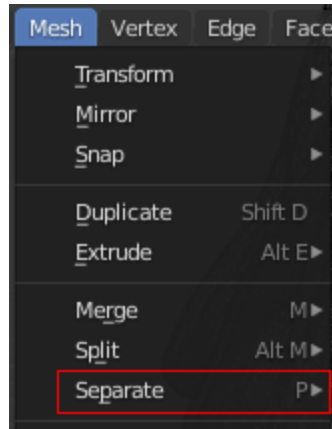 Mesh Vertex Edge Face
Transform
Mirror
Snap
Duplicate Shift D
Extrude Alt E
Merge M
Split Alt M
Separate P